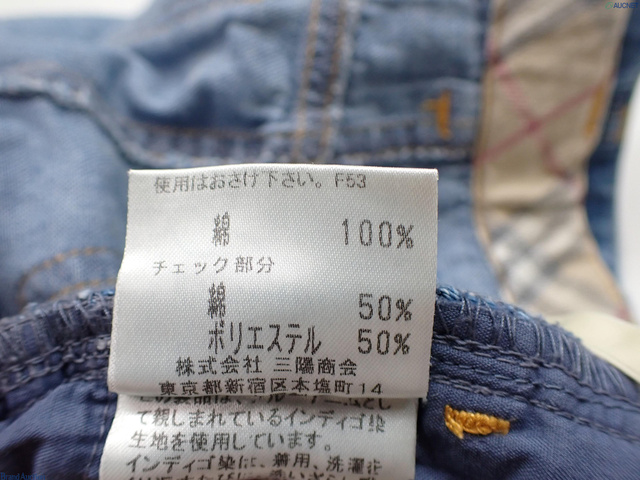 AUCNET
使用はおさけ下さい。F53
綿 100%
チェック部分
綿 50%
ポリエステル 50%
株式会社 三陽商会
東京都新宿区本塩町14
て親しまれているインディゴ染
生地を使用しています。
インディゴ染は、着用、洗濯
Brand Auction